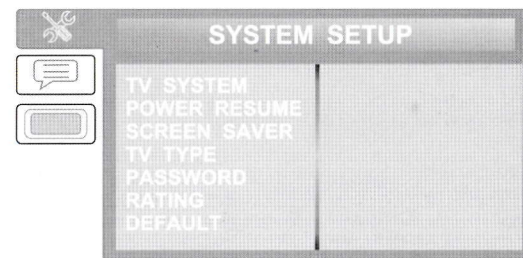 SYSTEM SETUP
TV SYSTEM
POWER RESUME
SCREEN SAVER
TV TYPE
PASSWORD
RATING
DEFAULT